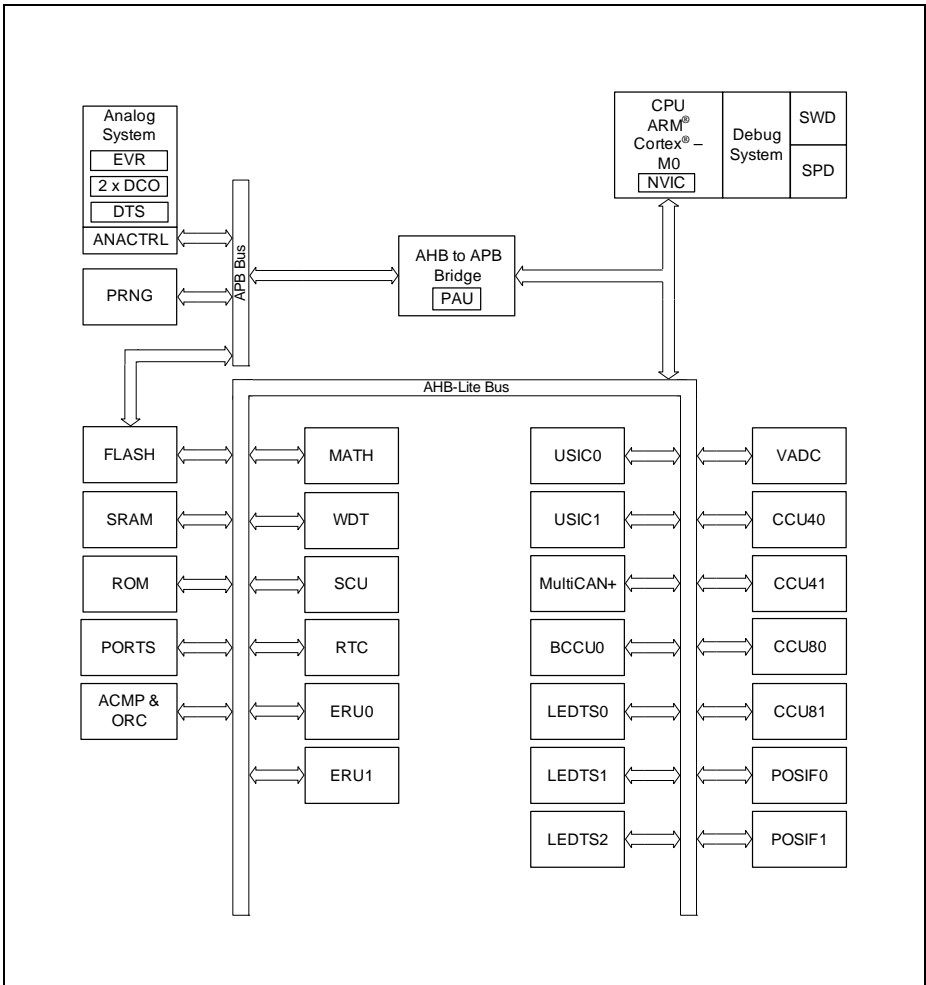 Analog
System
EVR
2 x DCO
DTS
ANACTRL
PRNG
APB Bus
AHB to APB
Bridge
PAU
CPU
ARM®
Cortex® –
M0
NVIC
Debug
System
SWD
SPD
AHB-Lite Bus
FLASH
SRAM
ROM
PORTS
ACMP &
ORC
MATH
WDT
SCU
RTC
ERU0
ERU1
USIC0
USIC1
MultiCAN+
BCCU0
LEDTS0
LEDTS1
LEDTS2
VADC
CCU40
CCU41
CCU80
CCU81
POSIF0
POSIF1